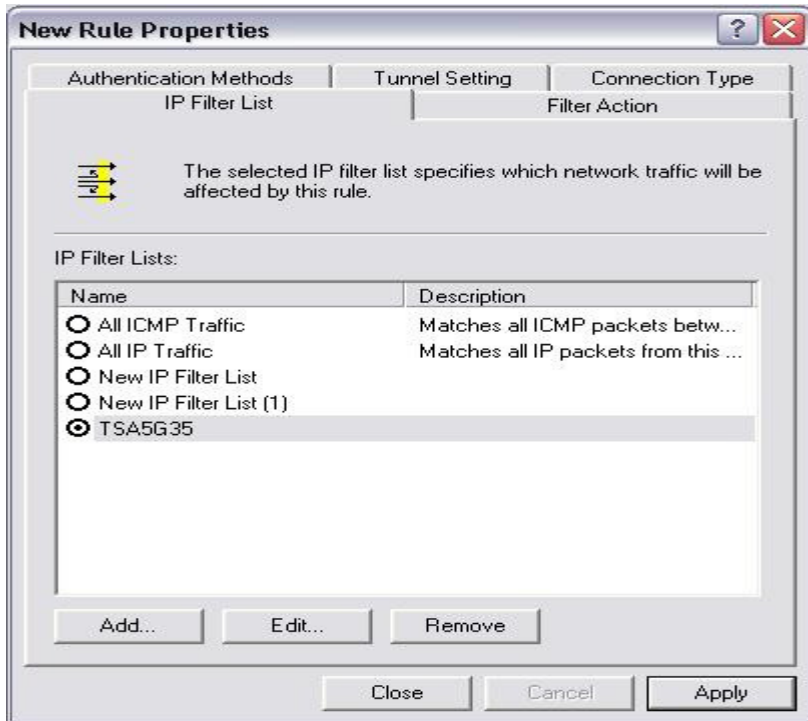 New Rule Properties
Authentication Methods Tunnel Setting Connection Type
IP Filter List Filter Action
The selected IP filter list specifies which network traffic will be
affected by this rule.
IP Filter Lists:
Name Description
All ICMP Traffic Matches all ICMP packets betw...
All IP Traffic Matches all IP packets from this ...
New IP Filter List
New IP Filter List (1)
TSA5G35
Add... Edit... Remove
Close Cancel Apply